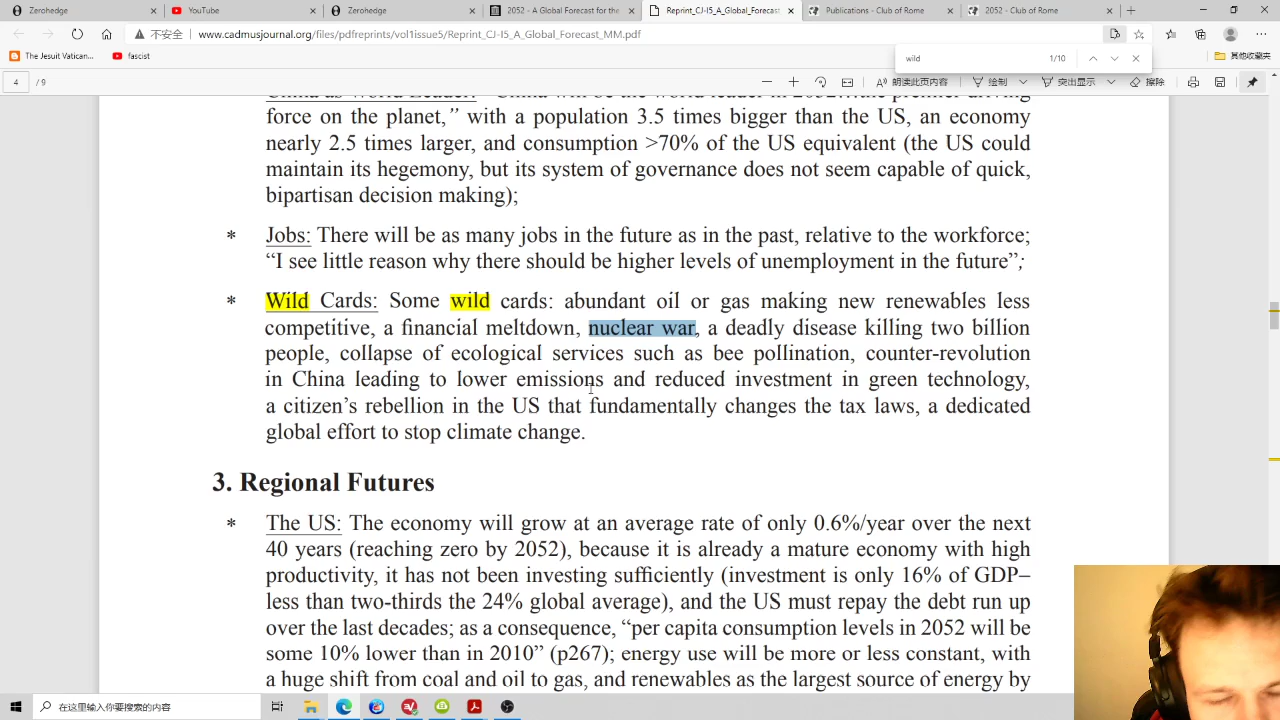 Zerohedge
YouTube
Zerohedge
2052 - A Global Forecast for the
Reprint_CJ-I5_A_Global_Forecast
Publications - Club of Rome
2052 - Club of Rome
不安全
www.cadmusjournal.org/files/pdfreprints/vol1issue5/Reprint_CJ-I5_A_Global_Forecast_MM.pdf
The Jesuit Vatican...
fascist
wild
1/10
其他收藏夹
4 / 9
朗读此页内容
绘制
突出显示
擦除
China as World Leader: "China will be the world leader in 2052...the premier driving
force on the planet," with a population 3.5 times bigger than the US, an economy
nearly 2.5 times larger, and consumption >70% of the US equivalent (the US could
maintain its hegemony, but its system of governance does not seem capable of quick,
bipartisan decision making);
* Jobs: There will be as many jobs in the future as in the past, relative to the workforce;
“I see little reason why there should be higher levels of unemployment in the future”;
* Wild Cards: Some wild cards: abundant oil or gas making new renewables less
competitive, a financial meltdown, nuclear war, a deadly disease killing two billion
people, collapse of ecological services such as bee pollination, counter-revolution
in China leading to lower emissions and reduced investment in green technology,
a citizen’s rebellion in the US that fundamentally changes the tax laws, a dedicated
global effort to stop climate change.
3. Regional Futures
* The US: The economy will grow at an average rate of only 0.6%/year over the next
40 years (reaching zero by 2052), because it is already a mature economy with high
productivity, it has not been investing sufficiently (investment is only 16% of GDP–
less than two-thirds the 24% global average), and the US must repay the debt run up
over the last decades; as a consequence, “per capita consumption levels in 2052 will be
some 10% lower than in 2010” (p267); energy use will be more or less constant, with
a huge shift from coal and oil to gas, and renewables as the largest source of energy by
在这里输入你要搜索的内容